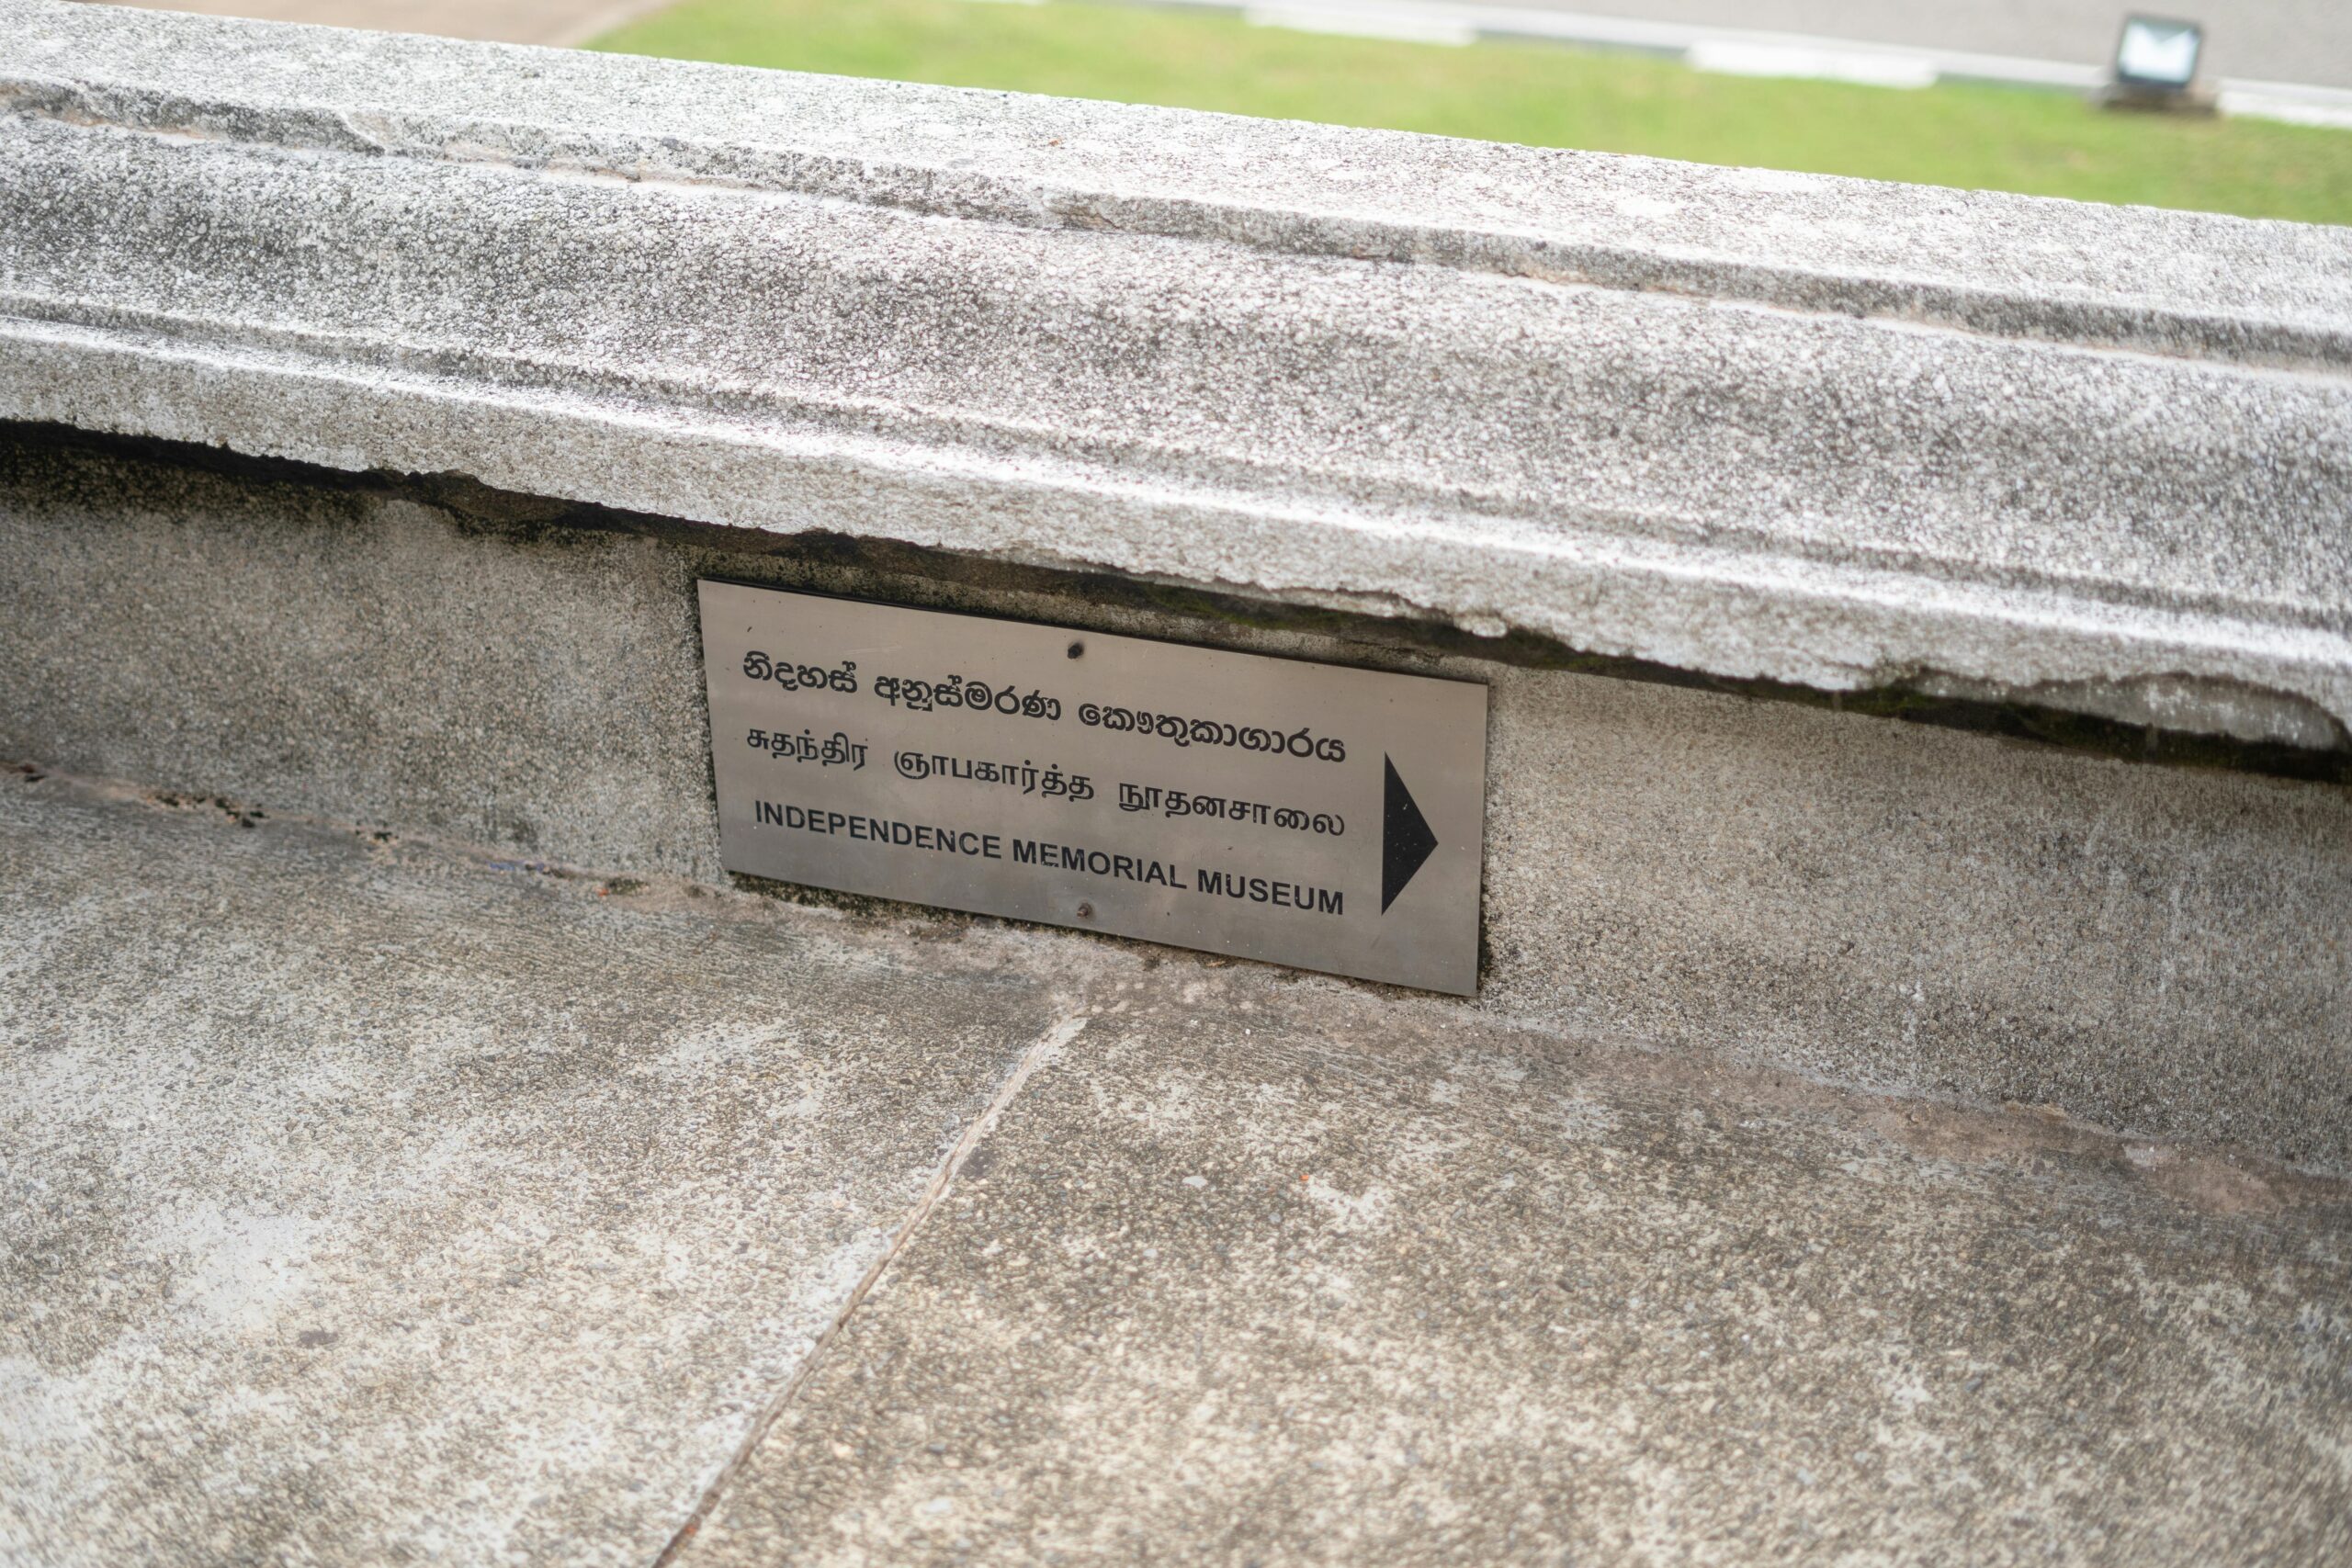 නිදහස් අනුස්මරණ කෞතුකාගාරය
சுதந்திர ஞாபகார்த்த நூதனசாலை
INDEPENDENCE MEMORIAL MUSEUM